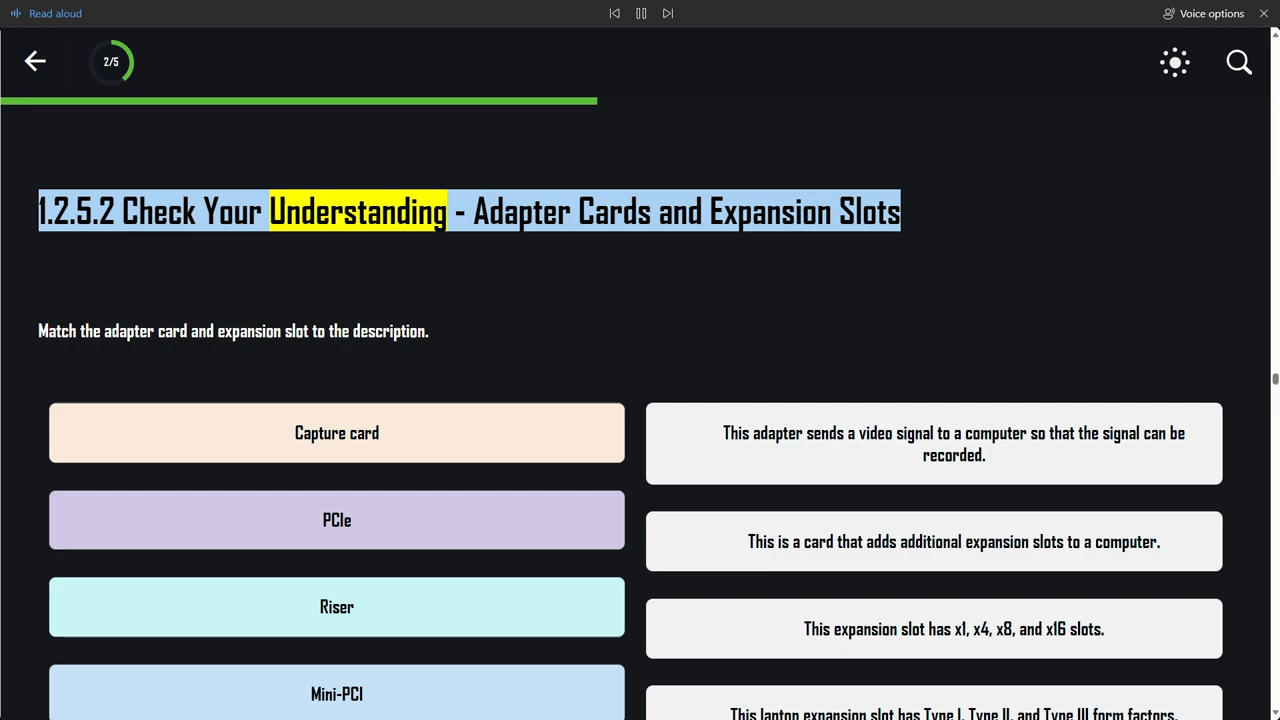 Read aloud
Voice options
2/5
1.2.5.2 Check Your Understanding - Adapter Cards and Expansion Slots
Match the adapter card and expansion slot to the description.
Capture card
This adapter sends a video signal to a computer so that the signal can be
recorded.
PCIe
This is a card that adds additional expansion slots to a computer.
Riser
This expansion slot has x1, x4, x8, and x16 slots.
Mini-PCI
This laptop expansion slot has Type I, Type II, and Type III form factors.